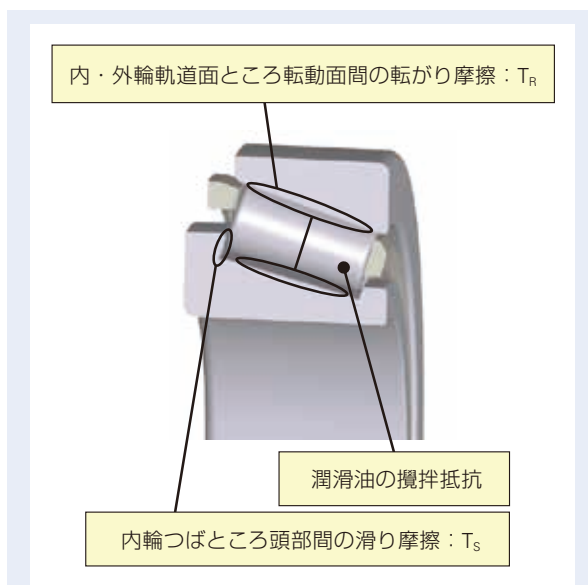 内・外輪軌道面ところ転動面間の転がり摩擦：TR
潤滑油の攪拌抵抗
内輪つばところ頭部間の滑り摩擦：TS